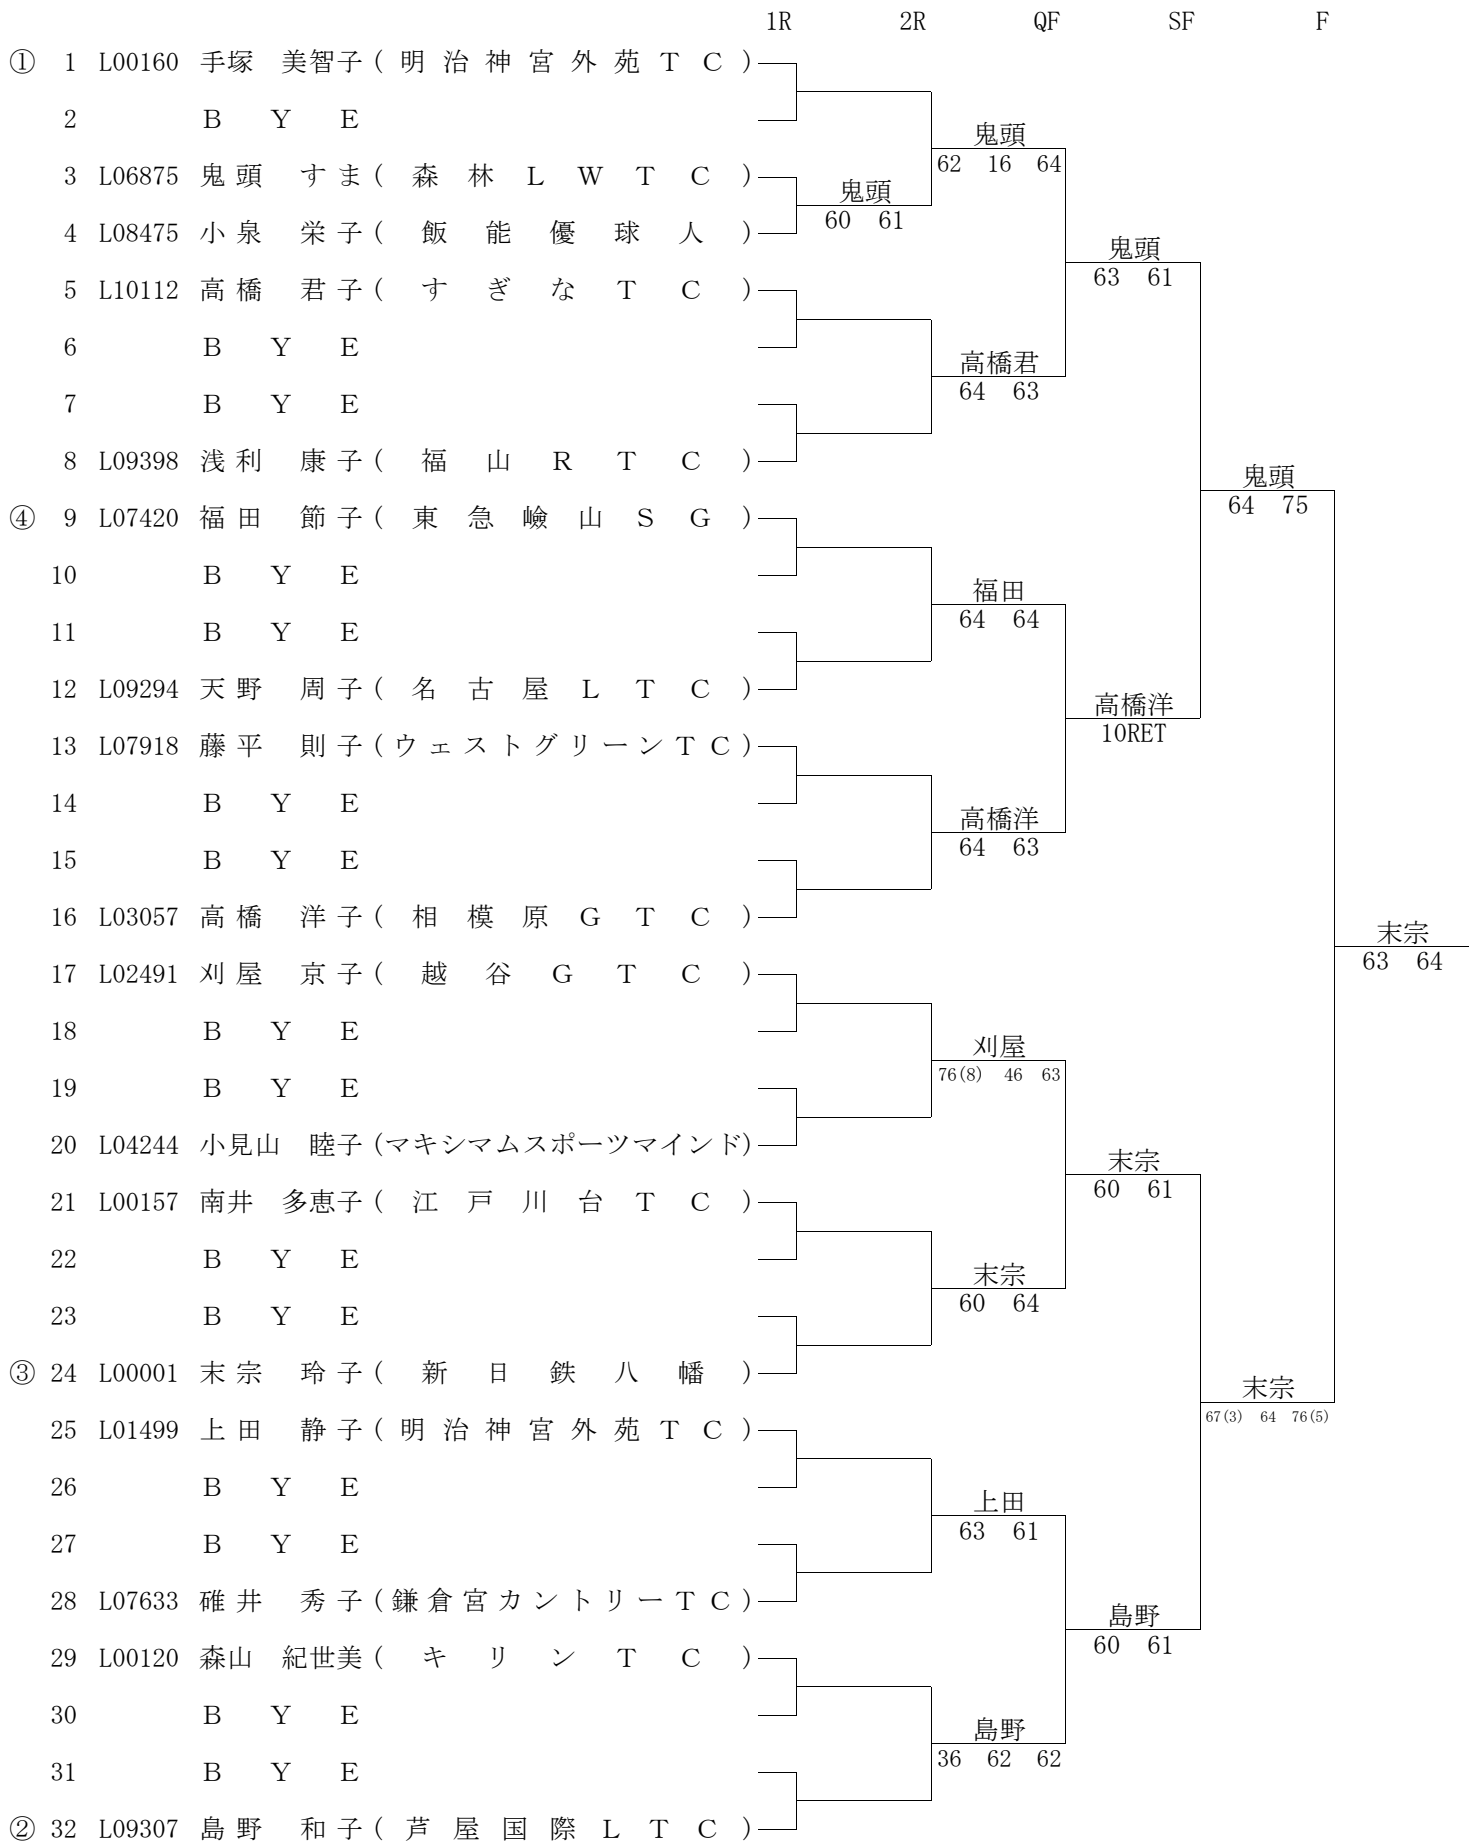 1R 2R QF SF F
① 1 L00160 手塚 美智子(明治神宮外苑TC)
2 BYE
鬼頭
62 16 64
3 L06875 鬼頭 すま(森林LWTC)
鬼頭
60 61
4 L08475 小泉 栄子(飯能優球人)
鬼頭
63 61
5 L10112 高橋 君子(すぎなTC)
6 BYE
高橋君
64 63
7 BYE
8 L09398 浅利 康子(福山RTC)
鬼頭
64 75
④ 9 L07420 福田 節子(東急嶮山SG)
10 BYE
福田
64 64
11 BYE
12 L09294 天野 周子(名古屋LTC)
高橋洋
10RET
13 L07918 藤平 則子(ウェストグリーンTC)
14 BYE
高橋洋
64 63
15 BYE
16 L03057 高橋 洋子(相模原GTC)
末宗
63 64
17 L02491 刈屋 京子(越谷GTC)
18 BYE
刈屋
76(8) 46 63
19 BYE
20 L04244 小見山 睦子(マキシマムスポーツマインド)
末宗
60 61
21 L00157 南井 多恵子(江戸川台TC)
22 BYE
末宗
60 64
23 BYE
③ 24 L00001 末宗 玲子(新日鉄八幡)
末宗
67(3) 64 76(5)
25 L01499 上田 静子(明治神宮外苑TC)
26 BYE
上田
63 61
27 BYE
28 L07633 碓井 秀子(鎌倉宮カントリーTC)
島野
60 61
29 L00120 森山 紀世美(キリンTC)
30 BYE
島野
36 62 62
31 BYE
② 32 L09307 島野 和子(芦屋国際LTC)